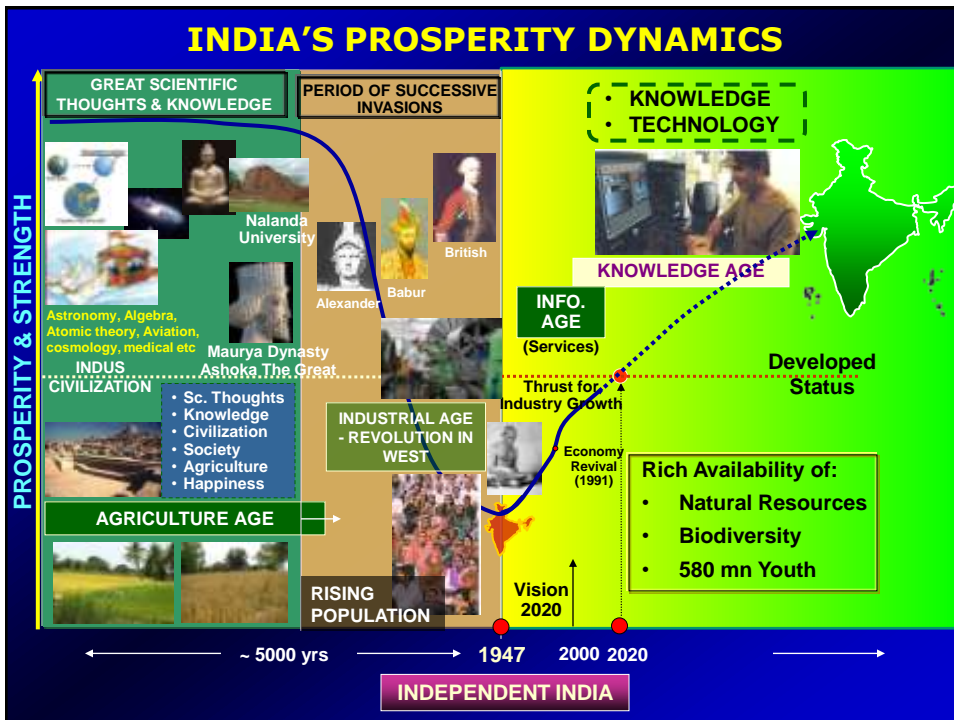 INDIA'S PROSPERITY DYNAMICS
PROSPERITY & STRENGTH
GREAT SCIENTIFIC
THOUGHTS & KNOWLEDGE
Nalanda
University
Astronomy, Algebra,
Atomic theory, Aviation,
cosmology, medical etc
Maurya Dynasty
Ashoka The Great
INDUS
CIVILIZATION
• Sc. Thoughts
• Knowledge
• Civilization
• Society
• Agriculture
• Happiness
AGRICULTURE AGE
PERIOD OF SUCCESSIVE
INVASIONS
Alexander
Babur
British
INDUSTRIAL AGE
- REVOLUTION IN
WEST
RISING
POPULATION
• KNOWLEDGE
• TECHNOLOGY
KNOWLEDGE AGE
INFO.
AGE
(Services)
Developed
Status
Thrust for
Industry Growth
Economy
Revival
(1991)
Rich Availability of:
• Natural Resources
• Biodiversity
• 580 mn Youth
Vision
2020
~ 5000 yrs
1947
2000
2020
INDEPENDENT INDIA